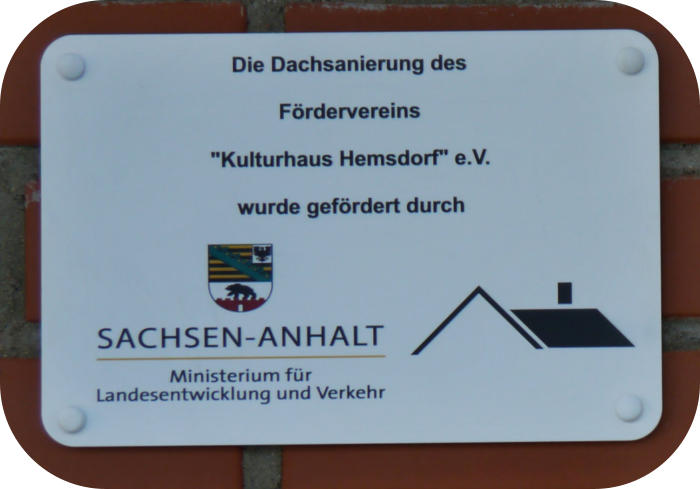 Die Dachsanierung des
Fördervereins
"Kulturhaus Hemsdorf" e.V.
wurde gefördert durch
SACHSEN-ANHALT
Ministerium für
Landesentwicklung und Verkehr